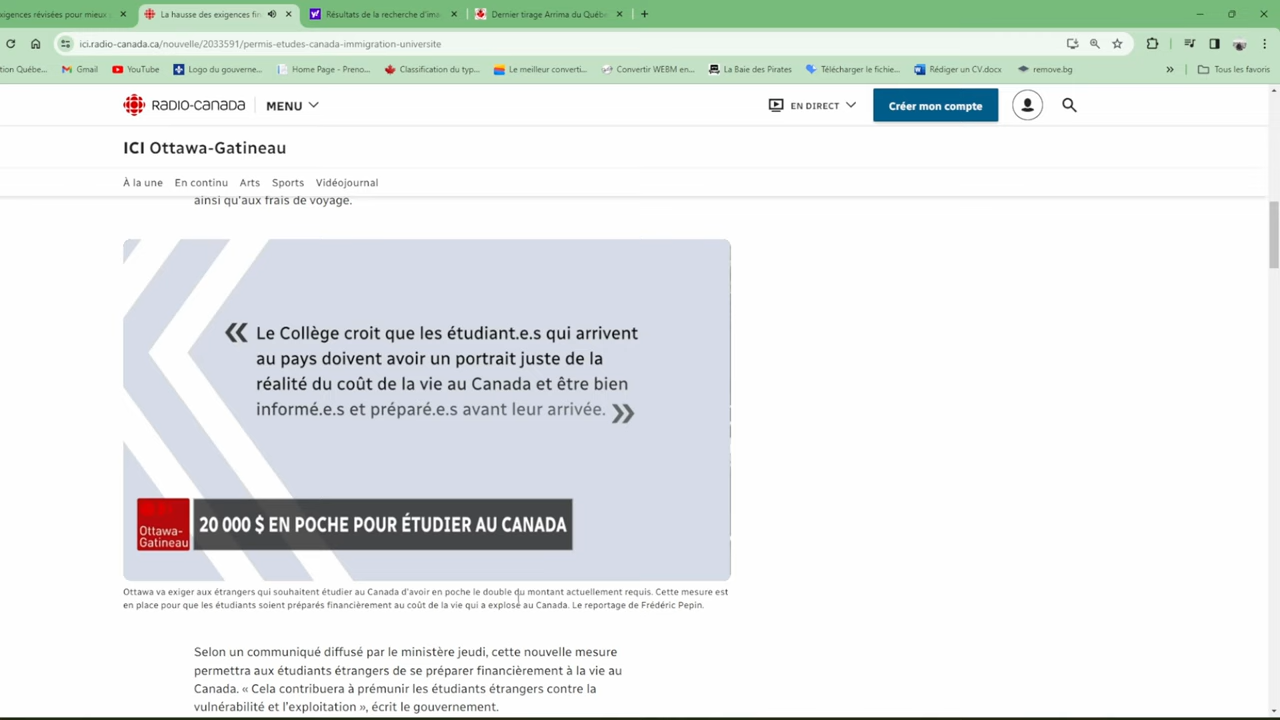 xigences révisées pour mieux
La hausse des exigences fin
Résultats de la recherche d'im
Dernier tirage Arrima du Québ
ici.radio-canada.ca/nouvelle/2033591/permis-etudes-canada-immigration-universite
tion Québe...
Gmail
YouTube
Logo du gouverne...
Home Page - Preno...
Classification du typ...
Le meilleur converti...
Convertir WEBM en...
La Baie des Pirates
Télécharger le fichie...
Rédiger un CV.docx
remove.bg
»
Tous les favoris
RADIO-CANADA
MENU
EN DIRECT
Créer mon compte
ICI Ottawa-Gatineau
À la une
En continu
Arts
Sports
Vidéojournal
ainsi qu'aux frais de voyage.
« Le Collège croit que les étudiant.e.s qui arrivent
au pays doivent avoir un portrait juste de la
réalité du coût de la vie au Canada et être bien
informé.e.s et préparé.e.s avant leur arrivée. »
Ottawa-
Gatineau
20 000 $ EN POCHE POUR ÉTUDIER AU CANADA
Ottawa va exiger aux étrangers qui souhaitent étudier au Canada d'avoir en poche le double du montant actuellement requis. Cette mesure est
en place pour que les étudiants soient préparés financièrement au coût de la vie qui a explosé au Canada. Le reportage de Frédéric Pepin.
Selon un communiqué diffusé par le ministère jeudi, cette nouvelle mesure
permettra aux étudiants étrangers de se préparer financièrement à la vie au
Canada. « Cela contribuera à prémunir les étudiants étrangers contre la
vulnérabilité et l'exploitation », écrit le gouvernement.